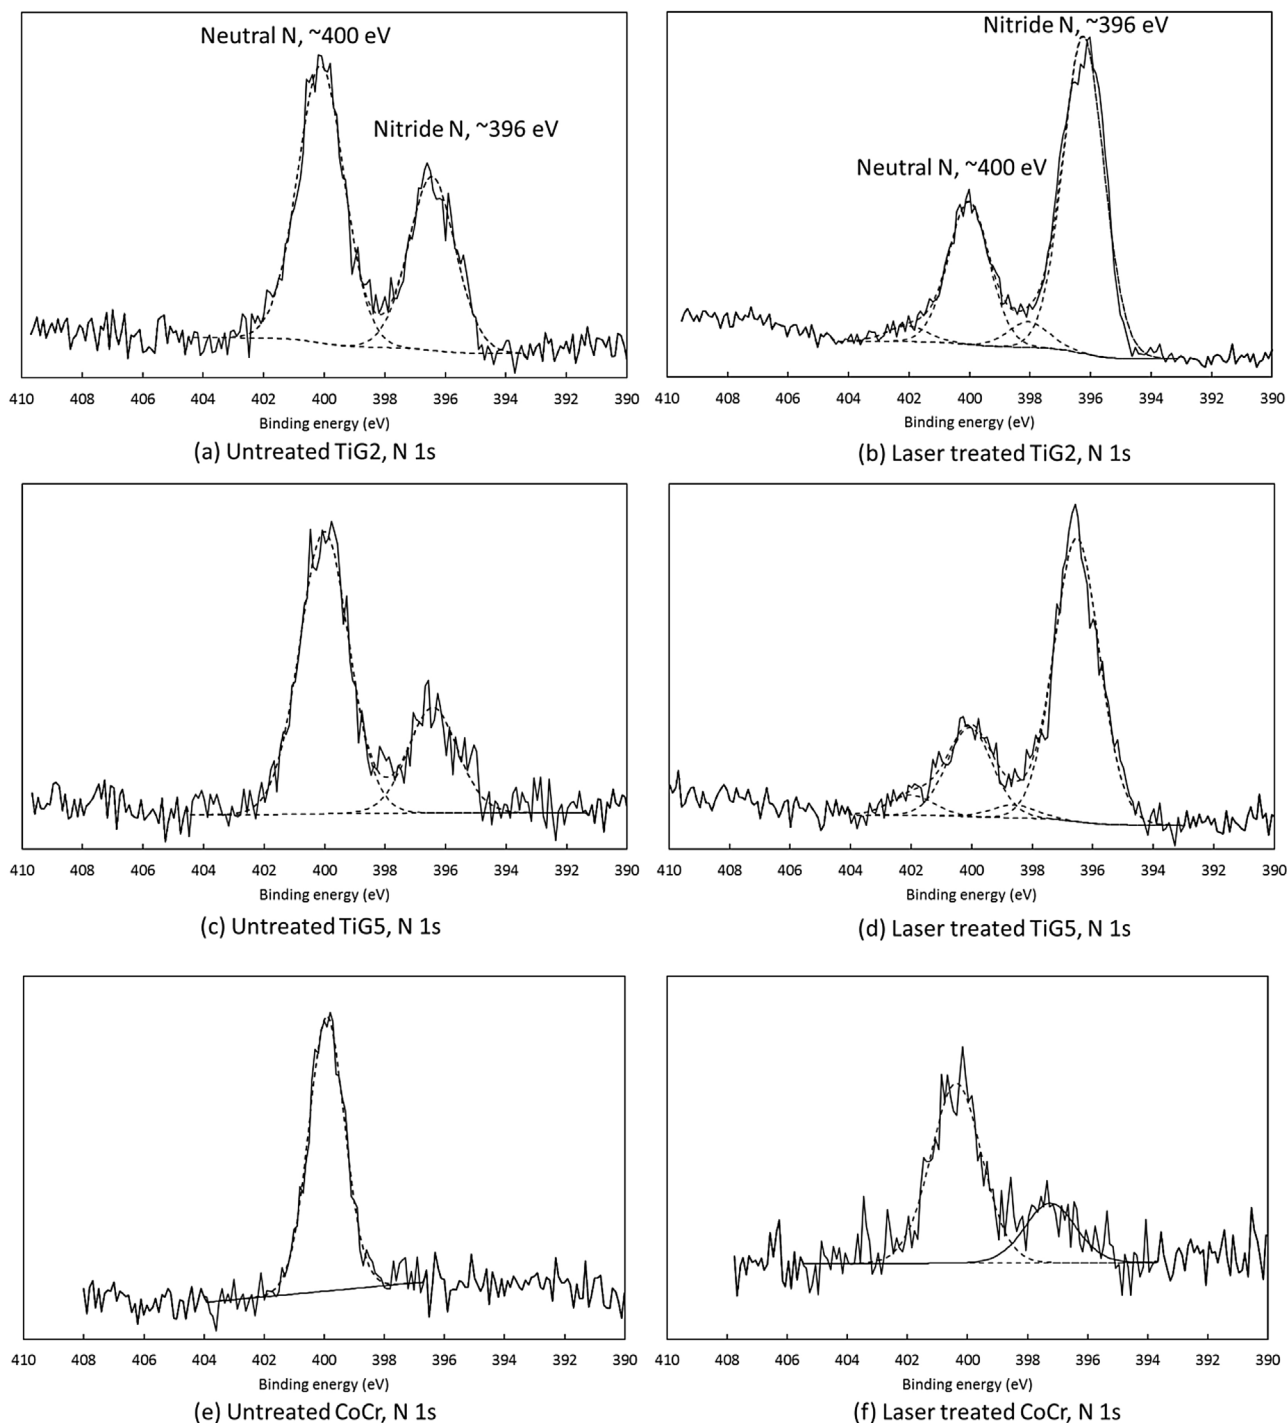 Neutral N, ~400 eV
Nitride N, ~396 eV
410 408 406 404 402 400 398 396 394 392 390
Binding energy (eV)
(a) Untreated TiG2, N 1s
Nitride N, ~396 eV
Neutral N, ~400 eV
410 408 406 404 402 400 398 396 394 392 390
Binding energy (eV)
(b) Laser treated TiG2, N 1s
410 408 406 404 402 400 398 396 394 392 390
Binding energy (eV)
(c) Untreated TiG5, N 1s
410 408 406 404 402 400 398 396 394 392 390
Binding energy (eV)
(d) Laser treated TiG5, N 1s
410 408 406 404 402 400 398 396 394 392 390
Binding energy (eV)
(e) Untreated CoCr, N 1s
410 408 406 404 402 400 398 396 394 392 390
Binding energy (eV)
(f) Laser treated CoCr, N 1s